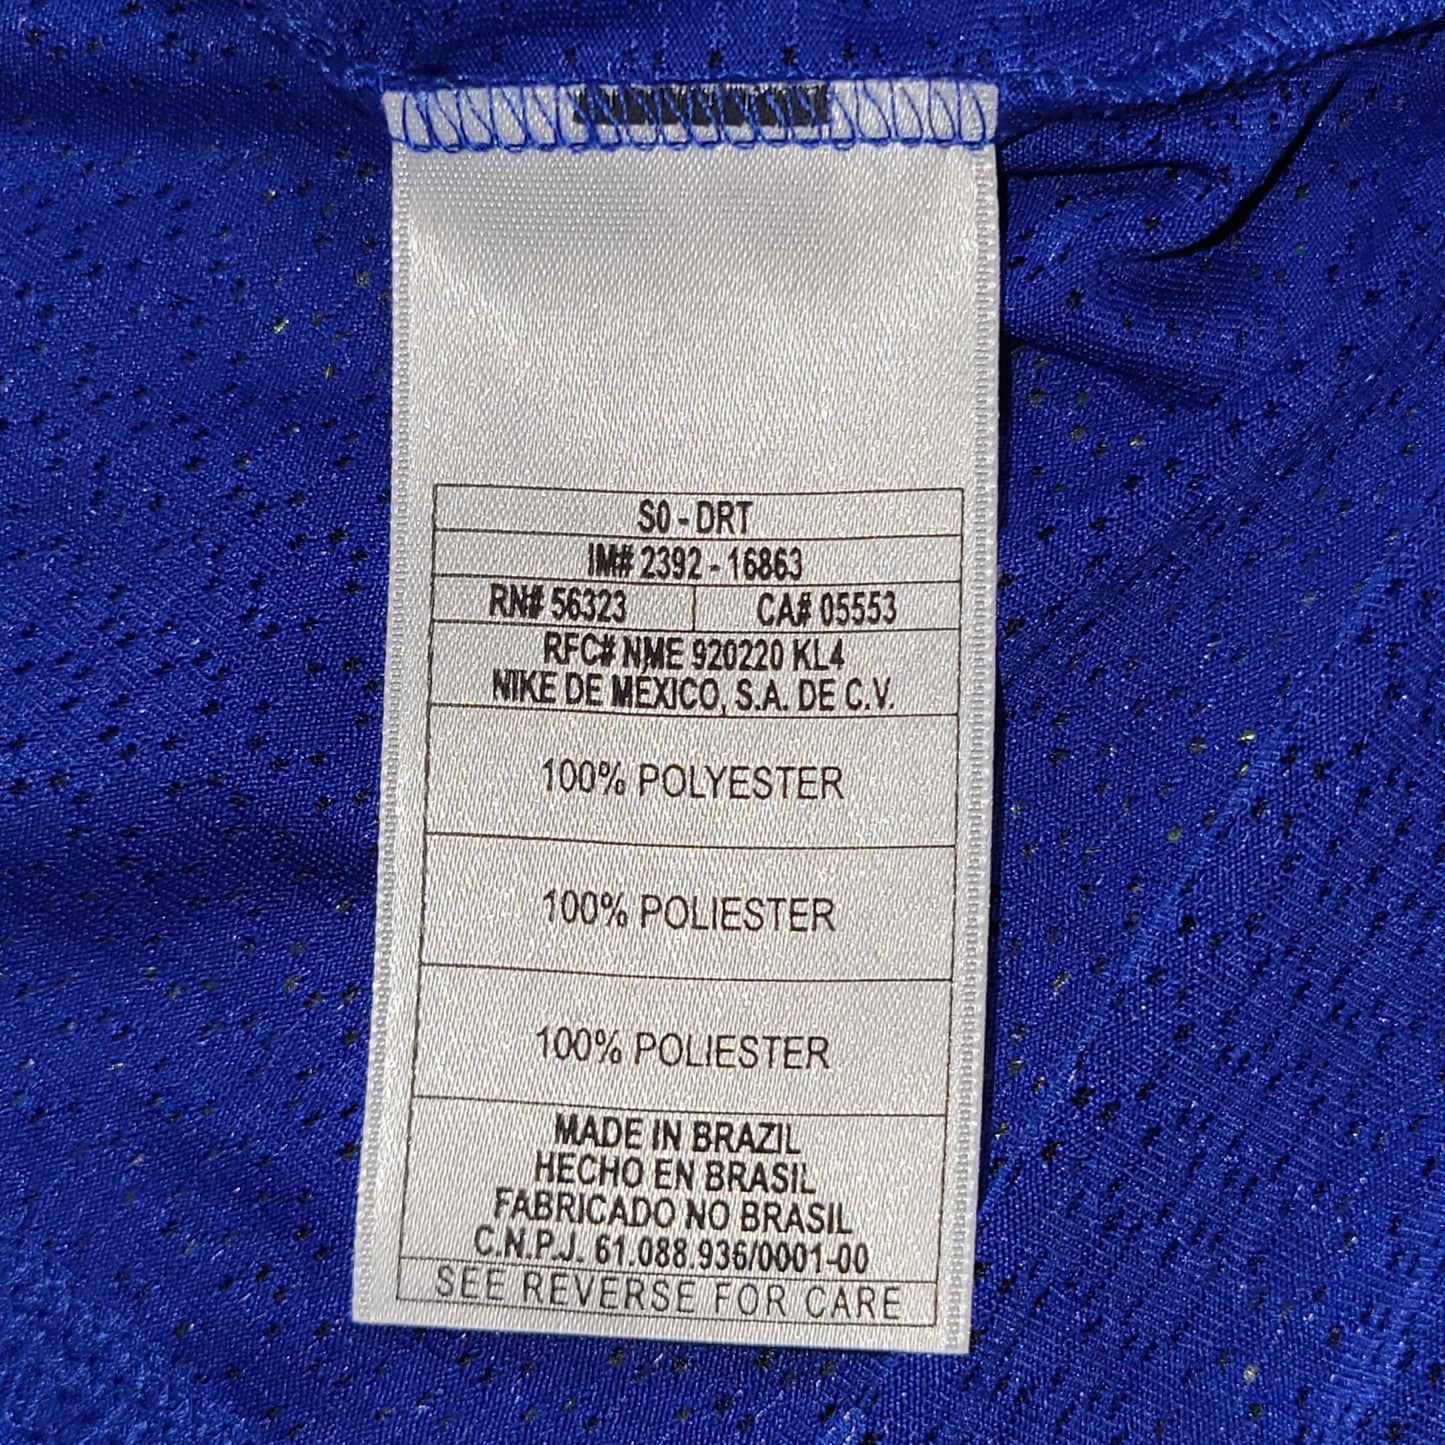 S0 - DRT
IM# 2392 - 16863
RN# 56323 CA# 05553
RFC# NME 920220 KL4
NIKE DE MEXICO, S.A. DE C.V.
100% POLYESTER
100% POLIESTER
100% POLIESTER
MADE IN BRAZIL
HECHO EN BRASIL
FABRICADO NO BRASIL
C.N.P.J. 61.088.936/0001-00
SEE REVERSE FOR CARE